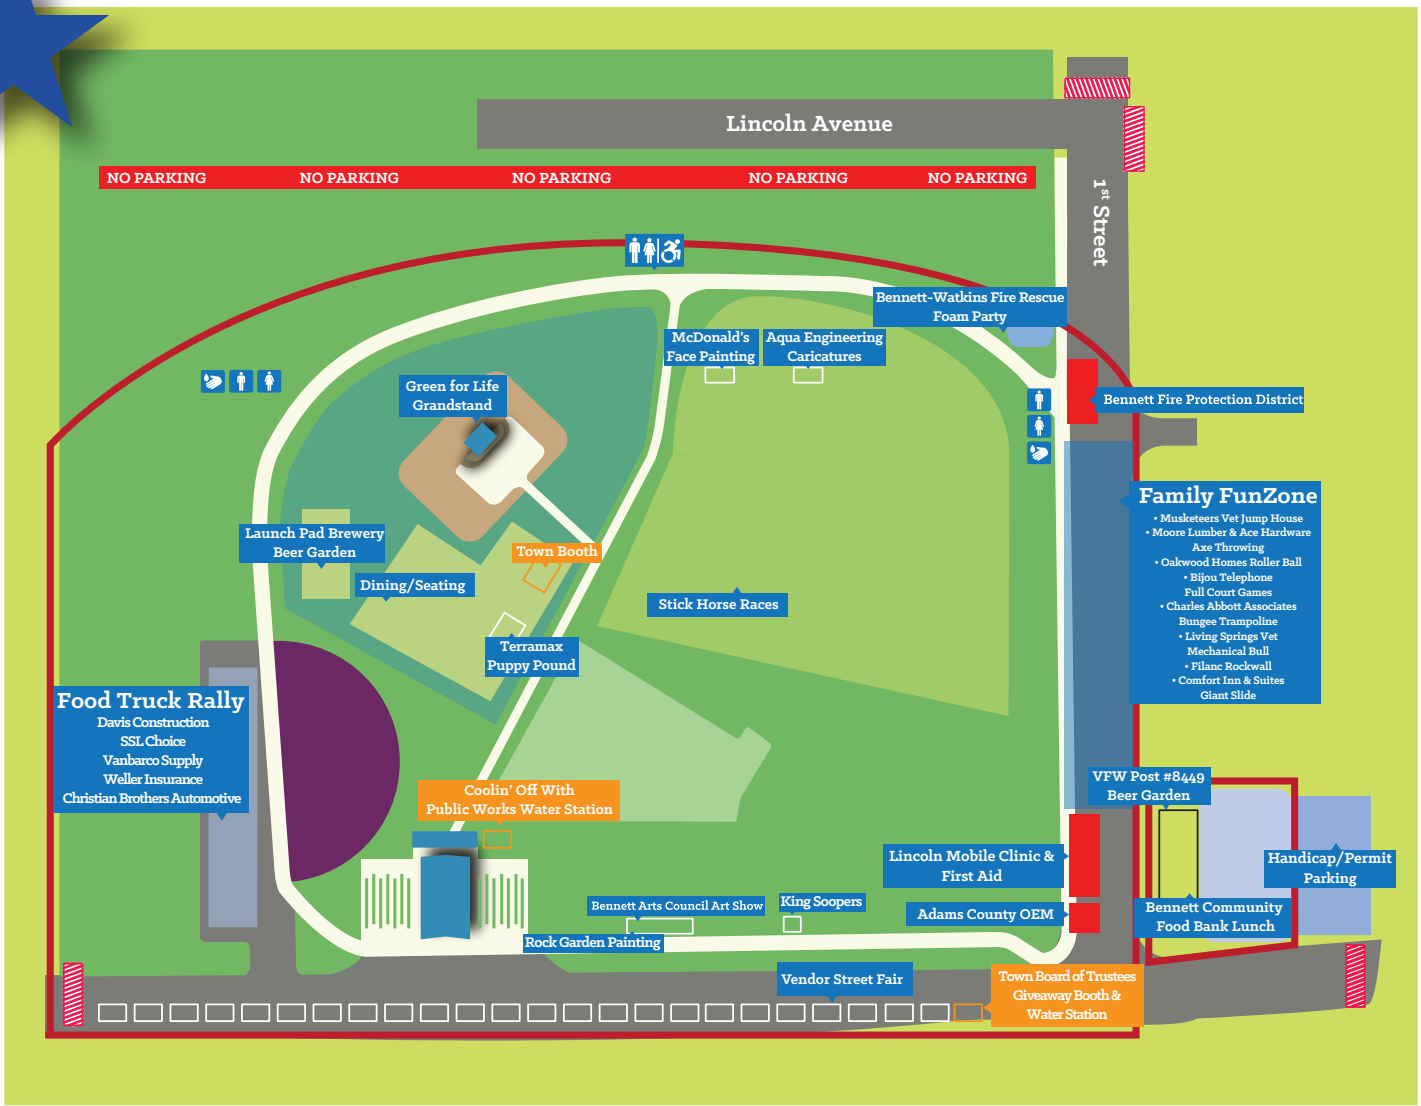 Lincoln Avenue
NO PARKING NO PARKING NO PARKING NO PARKING NO PARKING
1st Street
Bennett-Watkins Fire Rescue
Foam Party
McDonald's
Face Painting
Aqua Engineering
Caricatures
Green for Life
Grandstand
Bennett Fire Protection District
Family FunZone
• Musketeers Vet Jump House
• Moore Lumber & Ace Hardware
Axe Throwing
• Oakwood Homes Roller Ball
• Bijou Telephone
Full Court Games
• Charles Abbott Associates
Bungee Trampoline
• Living Springs Vet
Mechanical Bull
• Filanc Rockwall
• Comfort Inn & Suites
Giant Slide
Launch Pad Brewery
Beer Garden
Town Booth
Dining/Seating
Stick Horse Races
Terramax
Puppy Pound
Food Truck Rally
Davis Construction
SSL Choice
Vanbarco Supply
Weller Insurance
Christian Brothers Automotive
Coolin' Off With
Public Works Water Station
VFW Post #8449
Beer Garden
Lincoln Mobile Clinic &
First Aid
Handicap/Permit
Parking
Bennett Arts Council Art Show
King Soopers
Adams County OEM
Bennett Community
Food Bank Lunch
Rock Garden Painting
Vendor Street Fair
Town Board of Trustees
Giveaway Booth &
Water Station